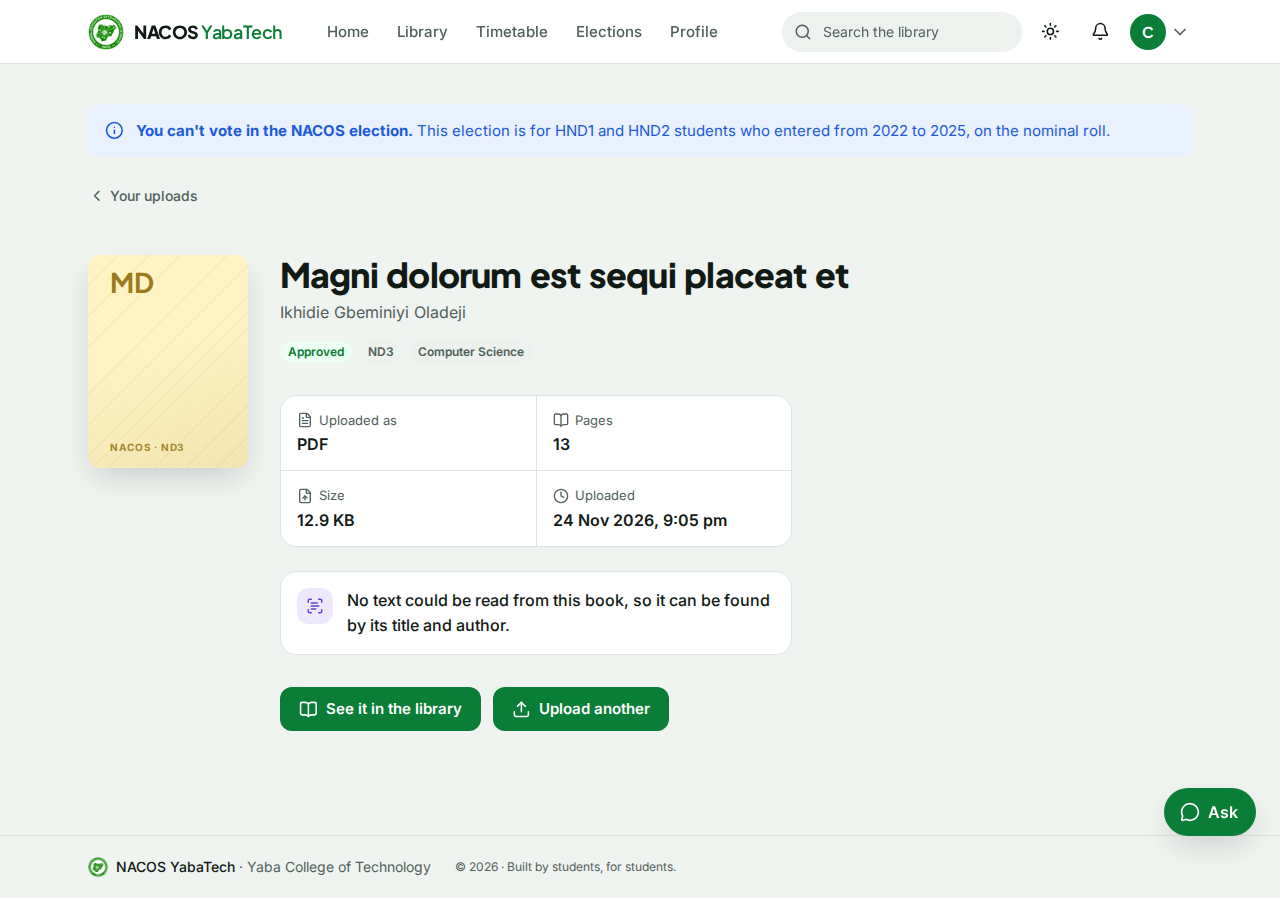 NACOS YabaTech
Home
Library
Timetable
Elections
Profile
Search the library
C
You can't vote in the NACOS election. This election is for HND1 and HND2 students who entered from 2022 to 2025, on the nominal roll.
Your uploads
MD
NACOS · ND3
Magni dolorum est sequi placeat et
Ikhidie Gbeminiyi Oladeji
Approved
ND3
Computer Science
Uploaded as
PDF
Pages
13
Size
12.9 KB
Uploaded
24 Nov 2026, 9:05 pm
No text could be read from this book, so it can be found
by its title and author.
See it in the library
Upload another
Ask
NACOS YabaTech · Yaba College of Technology
© 2026 · Built by students, for students.